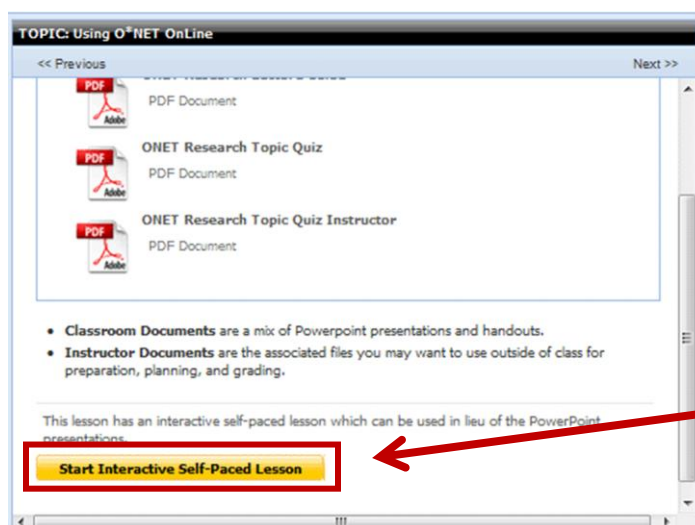 TOPIC: Using O*NET OnLine
<< Previous
Next >>
PDF
Adobe
PDF Document
PDF
Adobe
ONET Research Topic Quiz
PDF Document
PDF
Adobe
ONET Research Topic Quiz Instructor
PDF Document
• Classroom Documents are a mix of Powerpoint presentations and handouts.
• Instructor Documents are the associated files you may want to use outside of class for
preparation, planning, and grading.
This lesson has an interactive self-paced lesson which can be used in lieu of the PowerPoint
presentations.
Start Interactive Self-Paced Lesson